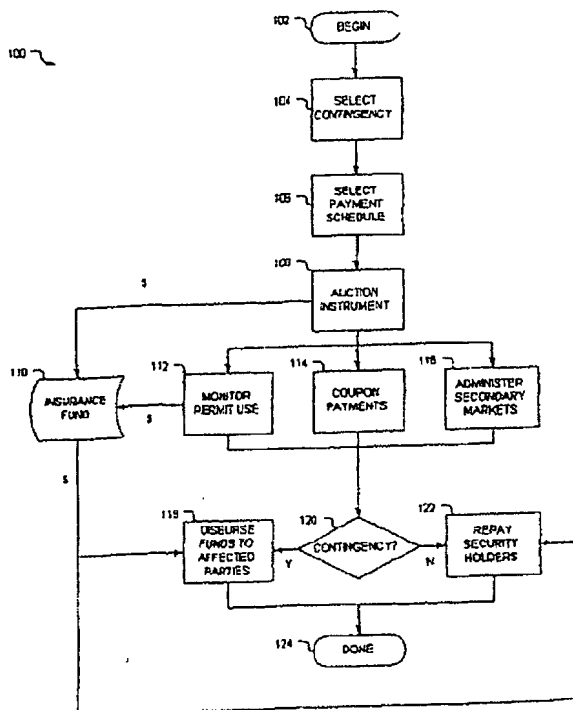 102
BEGIN
100
104
SELECT
CONTINGENCY
106
SELECT
PAYMENT
SCHEDULE
108
$
AUCTION
INSTRUMENT
110
INSURANCE
FUND
112
MONITOR
PERMIT USE
$
114
COUPON
PAYMENTS
116
ADMINISTER
SECONDARY
MARKETS
$
118
DISBURSE
FUNDS TO
AFFECTED
PARTIES
120
CONTINGENCY?
Y
N
122
REPAY
SECURITY
HOLDERS
124
DONE